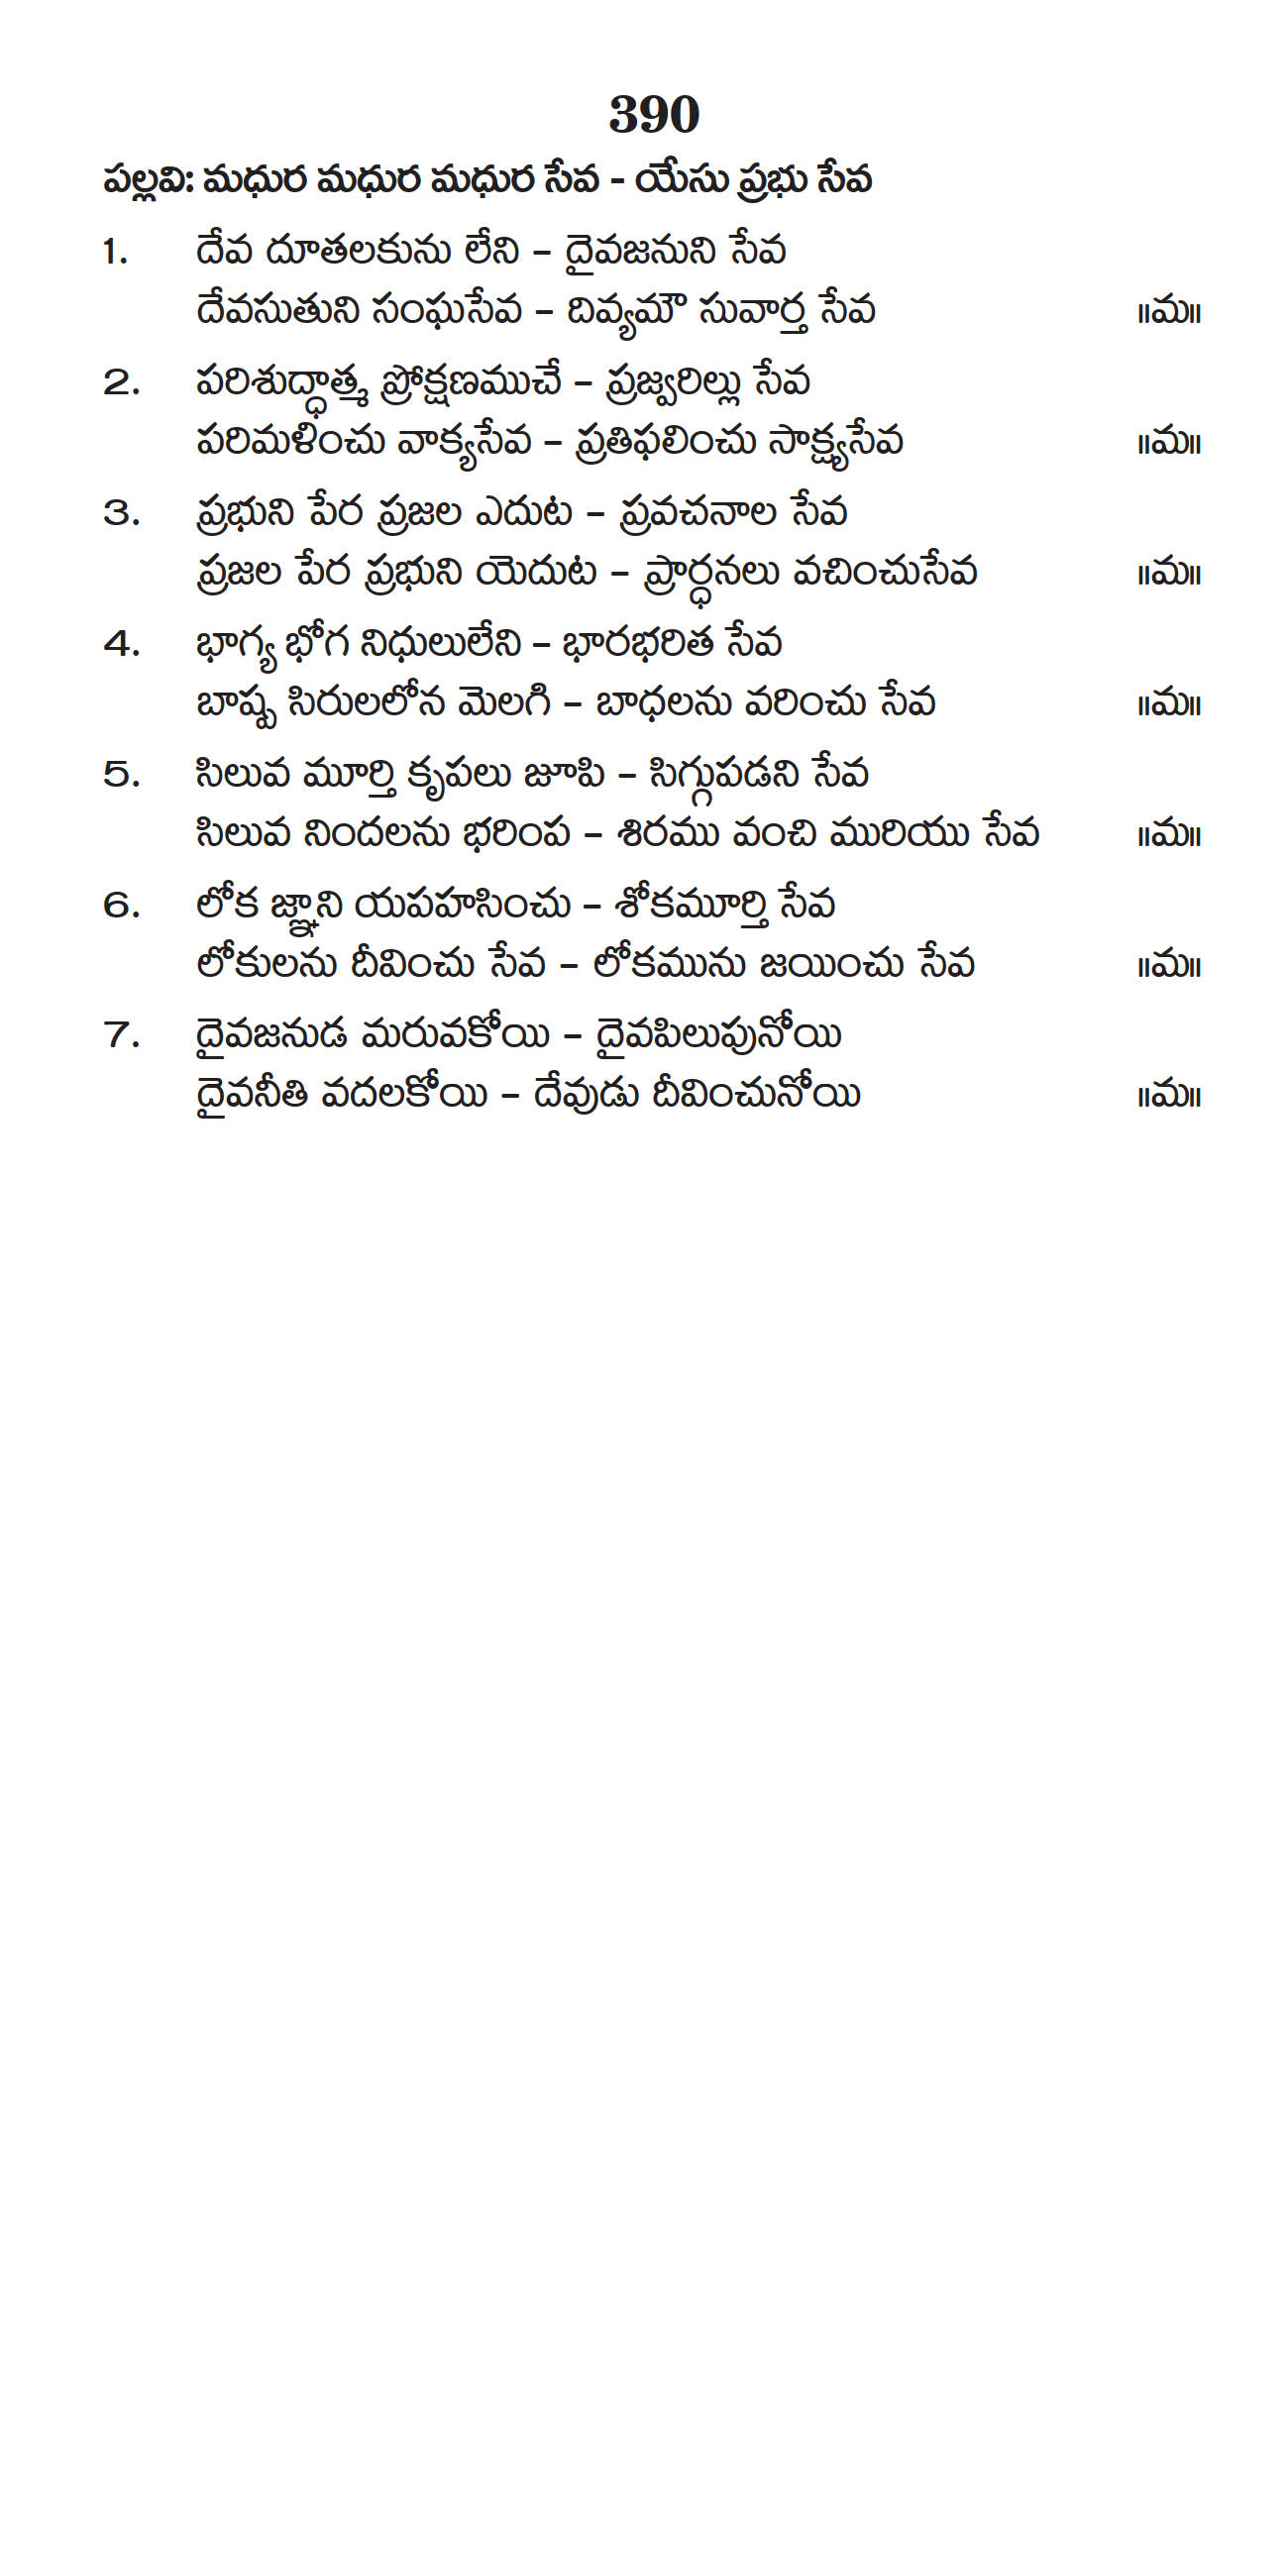 390
పల్లవి: మధుర మధుర మధుర సేవ - యేసు ప్రభు సేవ
1. దేవ దూతలకును లేని – దైవజనుని సేవ
దేవసుతుని సంఘసేవ – దివ్యమౌ సువార్త సేవ ॥మ॥
2. పరిశుద్ధాత్మ ప్రోక్షణముచే – ప్రజ్వరిల్లు సేవ
పరిమళించు వాక్యసేవ – ప్రతిఫలించు సాక్ష్యసేవ ॥మ॥
3. ప్రభుని పేర ప్రజల ఎదుట – ప్రవచనాల సేవ
ప్రజల పేర ప్రభుని యెదుట – ప్రార్ధనలు వచించుసేవ ॥మ॥
4. భాగ్య భోగ నిధులులేని – భారభరిత సేవ
బాష్ప సిరులలోన మెలగి – బాధలను వరించు సేవ ॥మ॥
5. సిలువ మూర్తి కృపలు జూపి – సిగ్గుపడని సేవ
సిలువ నిందలను భరింప – శిరము వంచి మురియు సేవ ॥మ॥
6. లోక జ్ఞాని యపహసించు – శోకమూర్తి సేవ
లోకులను దీవించు సేవ – లోకమును జయించు సేవ ॥మ॥
7. దైవజనుడ మరువకోయి – దైవపిలుపునోయి
దైవనీతి వదలకోయి – దేవుడు దీవించునోయి ॥మ॥